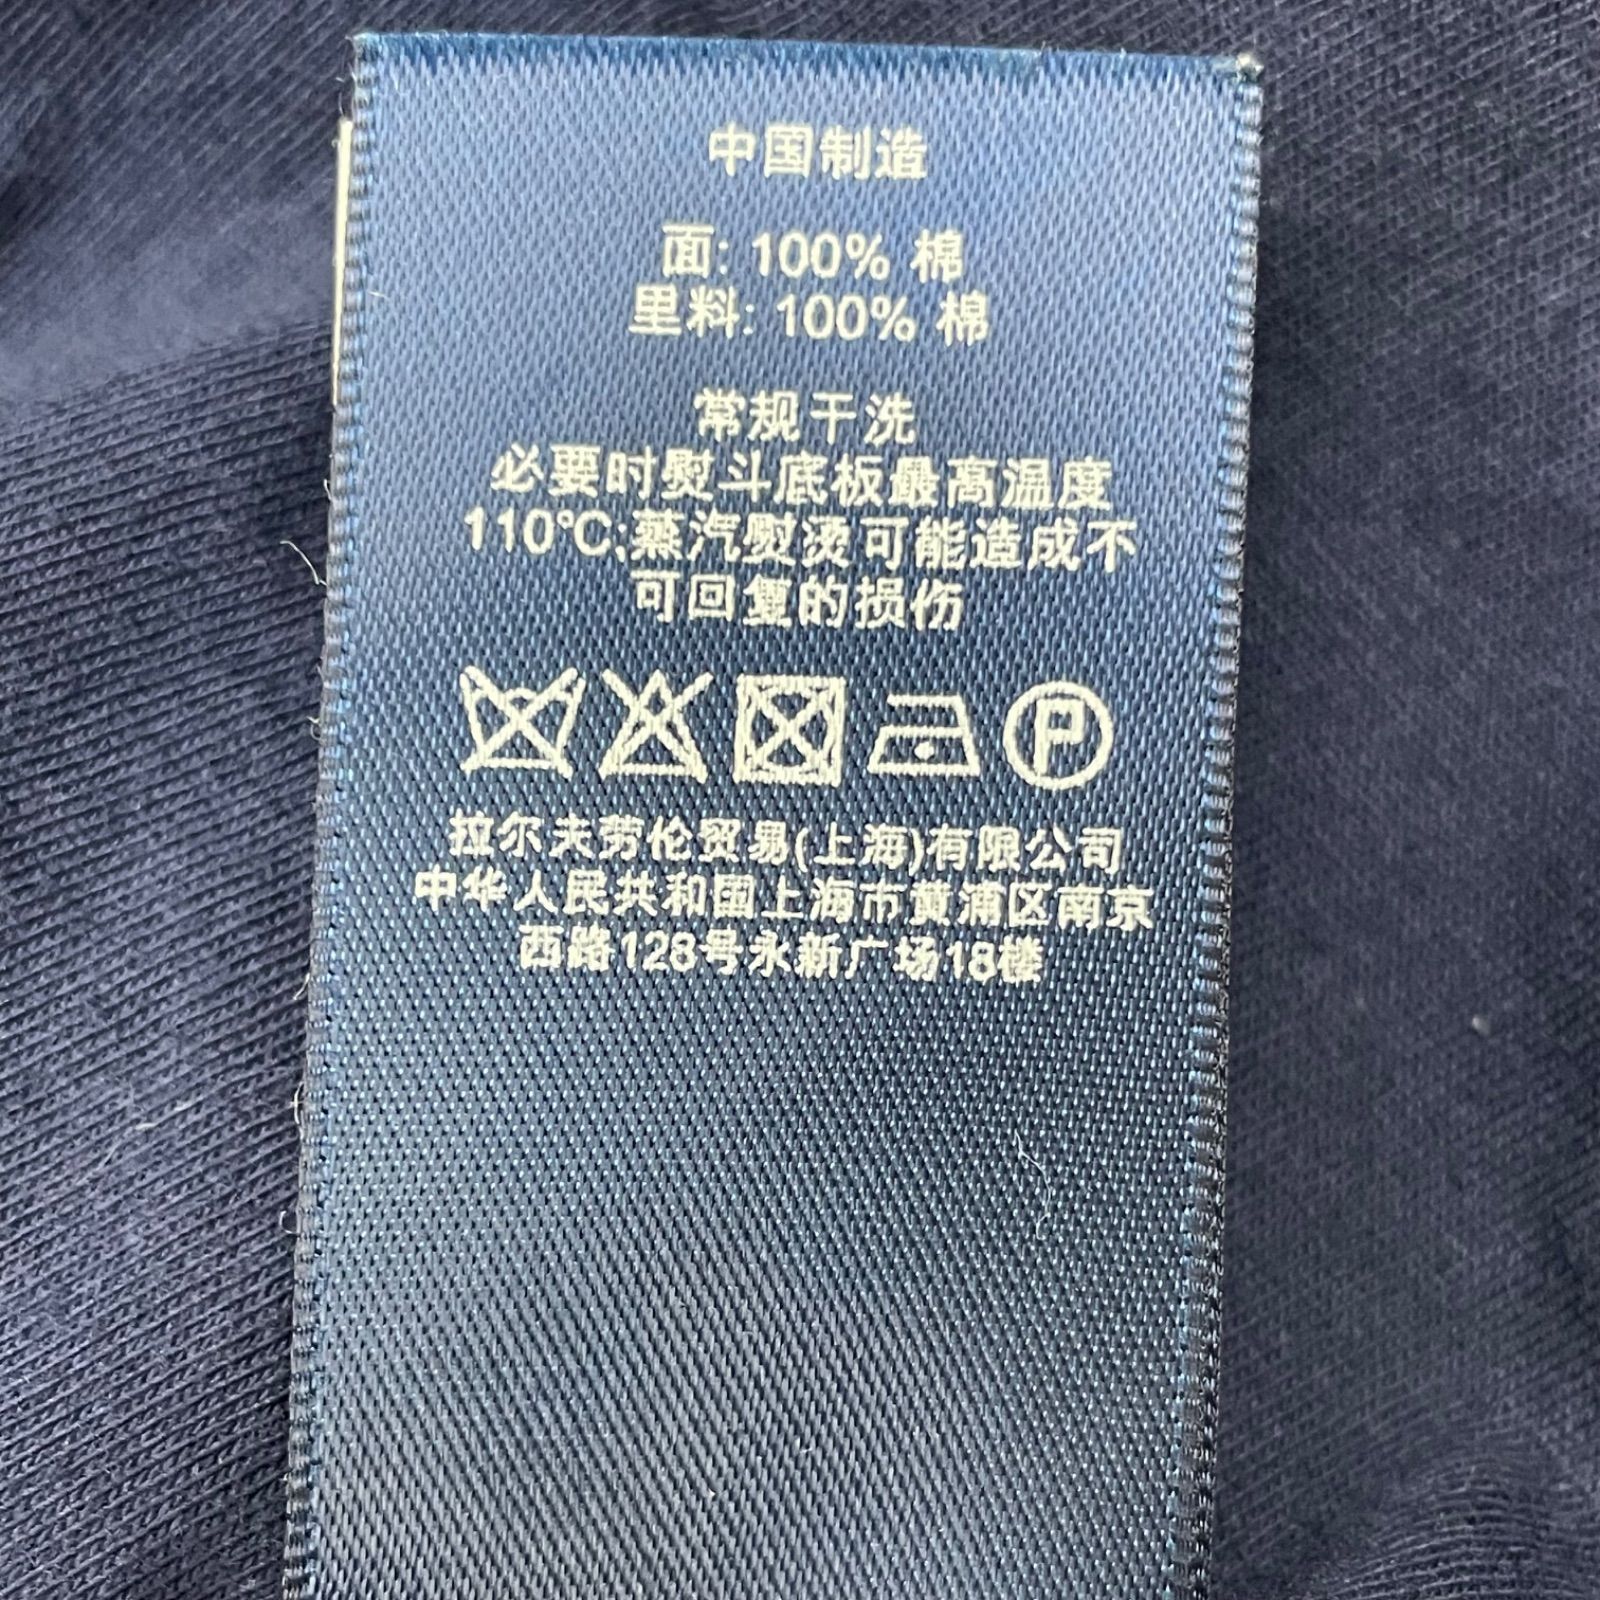 中国制造
面: 100% 棉
里料: 100% 棉
常规干洗
必要时熨斗底板最高温度
110℃;蒸汽熨烫可能造成不
可回复的损伤
P
拉尔夫劳伦贸易(上海)有限公司
中华人民共和国上海市黄浦区南京
西路128号永新广场18楼